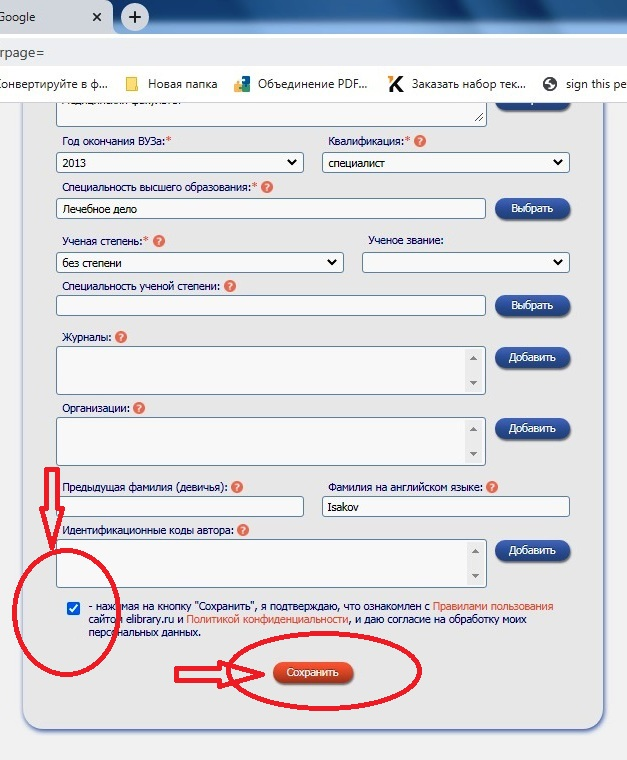 Google
rpage=
Конвертируйте в ф... Новая папка Объединение PDF... Заказать набор тек... sign this pe
Год окончания ВУЗа:* Квалификация:* ?
2013 специалист
Специальность высшего образования:* ?
Лечебное дело Выбрать
Ученая степень:* ? Ученое звание:
без степени
Специальность ученой степени: ?
Выбрать
Журналы: ?
Добавить
Организации: ?
Добавить
Предыдущая фамилия (девичья): ? Фамилия на английском языке: ?
Isakov
Идентификационные коды автора: ?
Добавить
- нажимая на кнопку "Сохранить", я подтверждаю, что ознакомлен с Правилами пользования
сайтом elibrary.ru и Политикой конфиденциальности, и даю согласие на обработку моих
персональных данных.
Сохранить